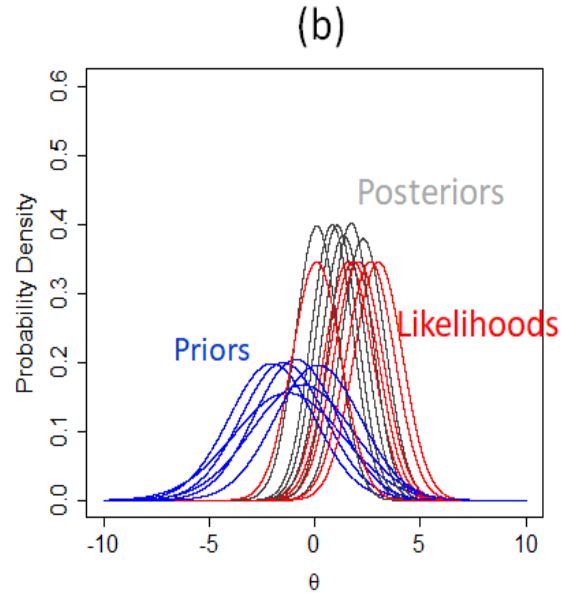 (b)
0.6
0.5
0.4
0.3
0.2
0.1
0.0
Probability Density
Posteriors
Likelihoods
Priors
-10 -5 0 5 10
θ